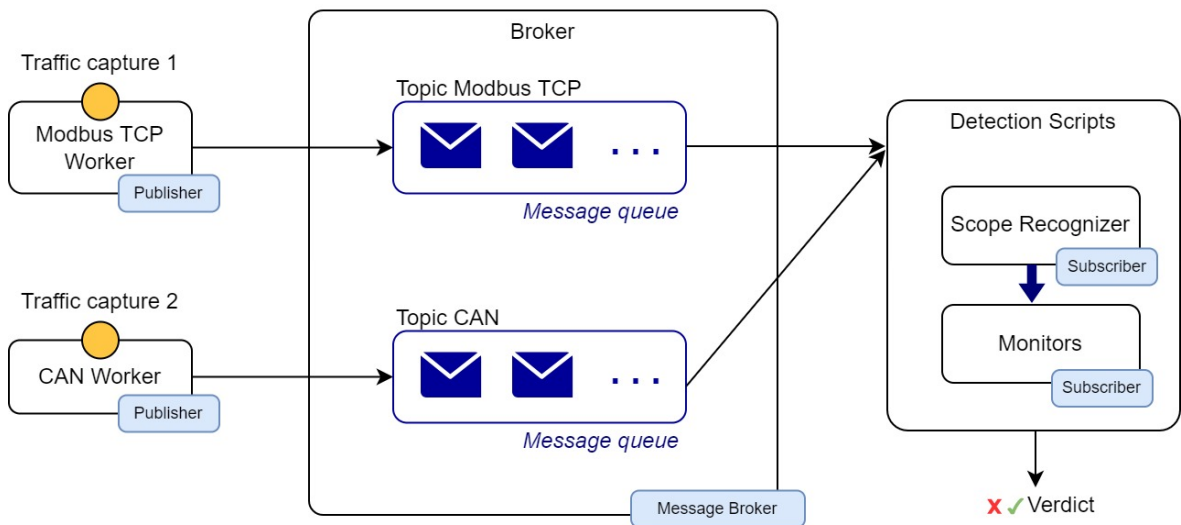 Broker
Traffic capture 1
Modbus TCP
Worker
Publisher
Topic Modbus TCP
...
Message queue
Traffic capture 2
CAN Worker
Publisher
Topic CAN
...
Message queue
Message Broker
Detection Scripts
Scope Recognizer
Subscriber
Monitors
Subscriber
x ✓ Verdict